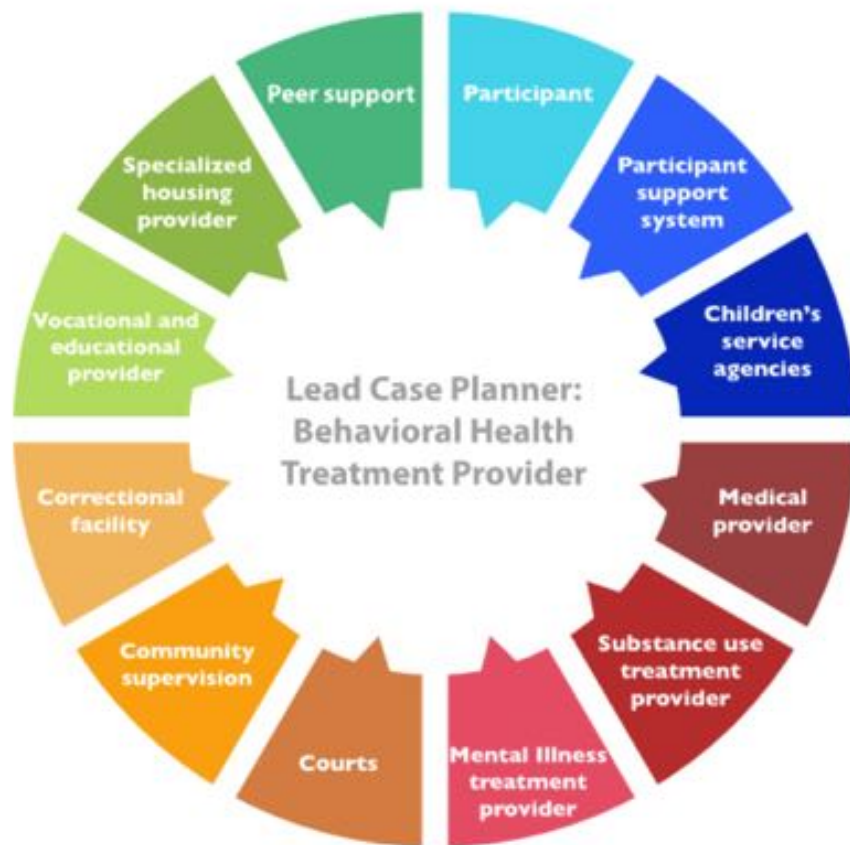 Peer support
Participant
Participant
support
system
Children's
service
agencies
Medical
provider
Substance use
treatment
provider
Mental Illness
treatment
provider
Courts
Community
supervision
Correctional
facility
Vocational and
educational
provider
Specialized
housing
provider
Lead Case Planner:
Behavioral Health
Treatment Provider